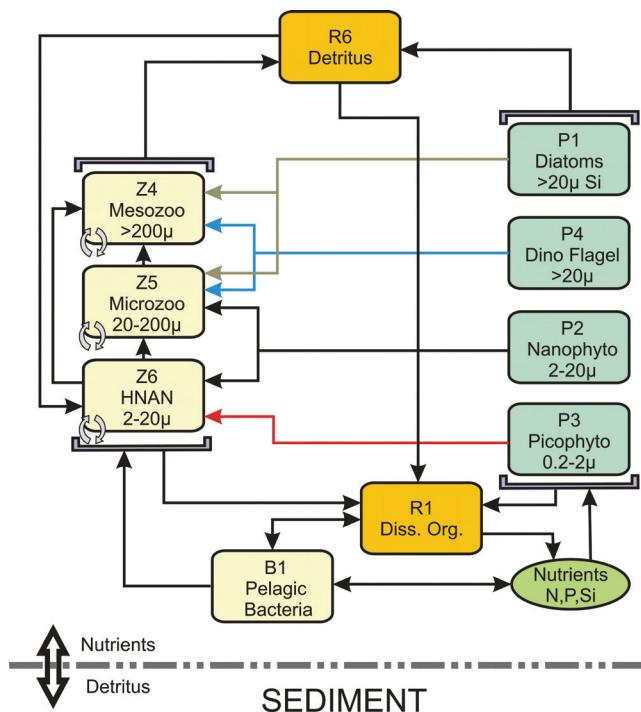 R6
Detritus
P1
Diatoms
>20μ Si
Z4
Mesozoo
>200μ
P4
Dino Flagel
>20μ
Z5
Microzoo
20-200μ
P2
Nanophyto
2-20μ
Z6
HNAN
2-20μ
P3
Picophyto
0.2-2μ
R1
Diss. Org.
B1
Pelagic
Bacteria
Nutrients
N,P,Si
Nutrients
Detritus
SEDIMENT